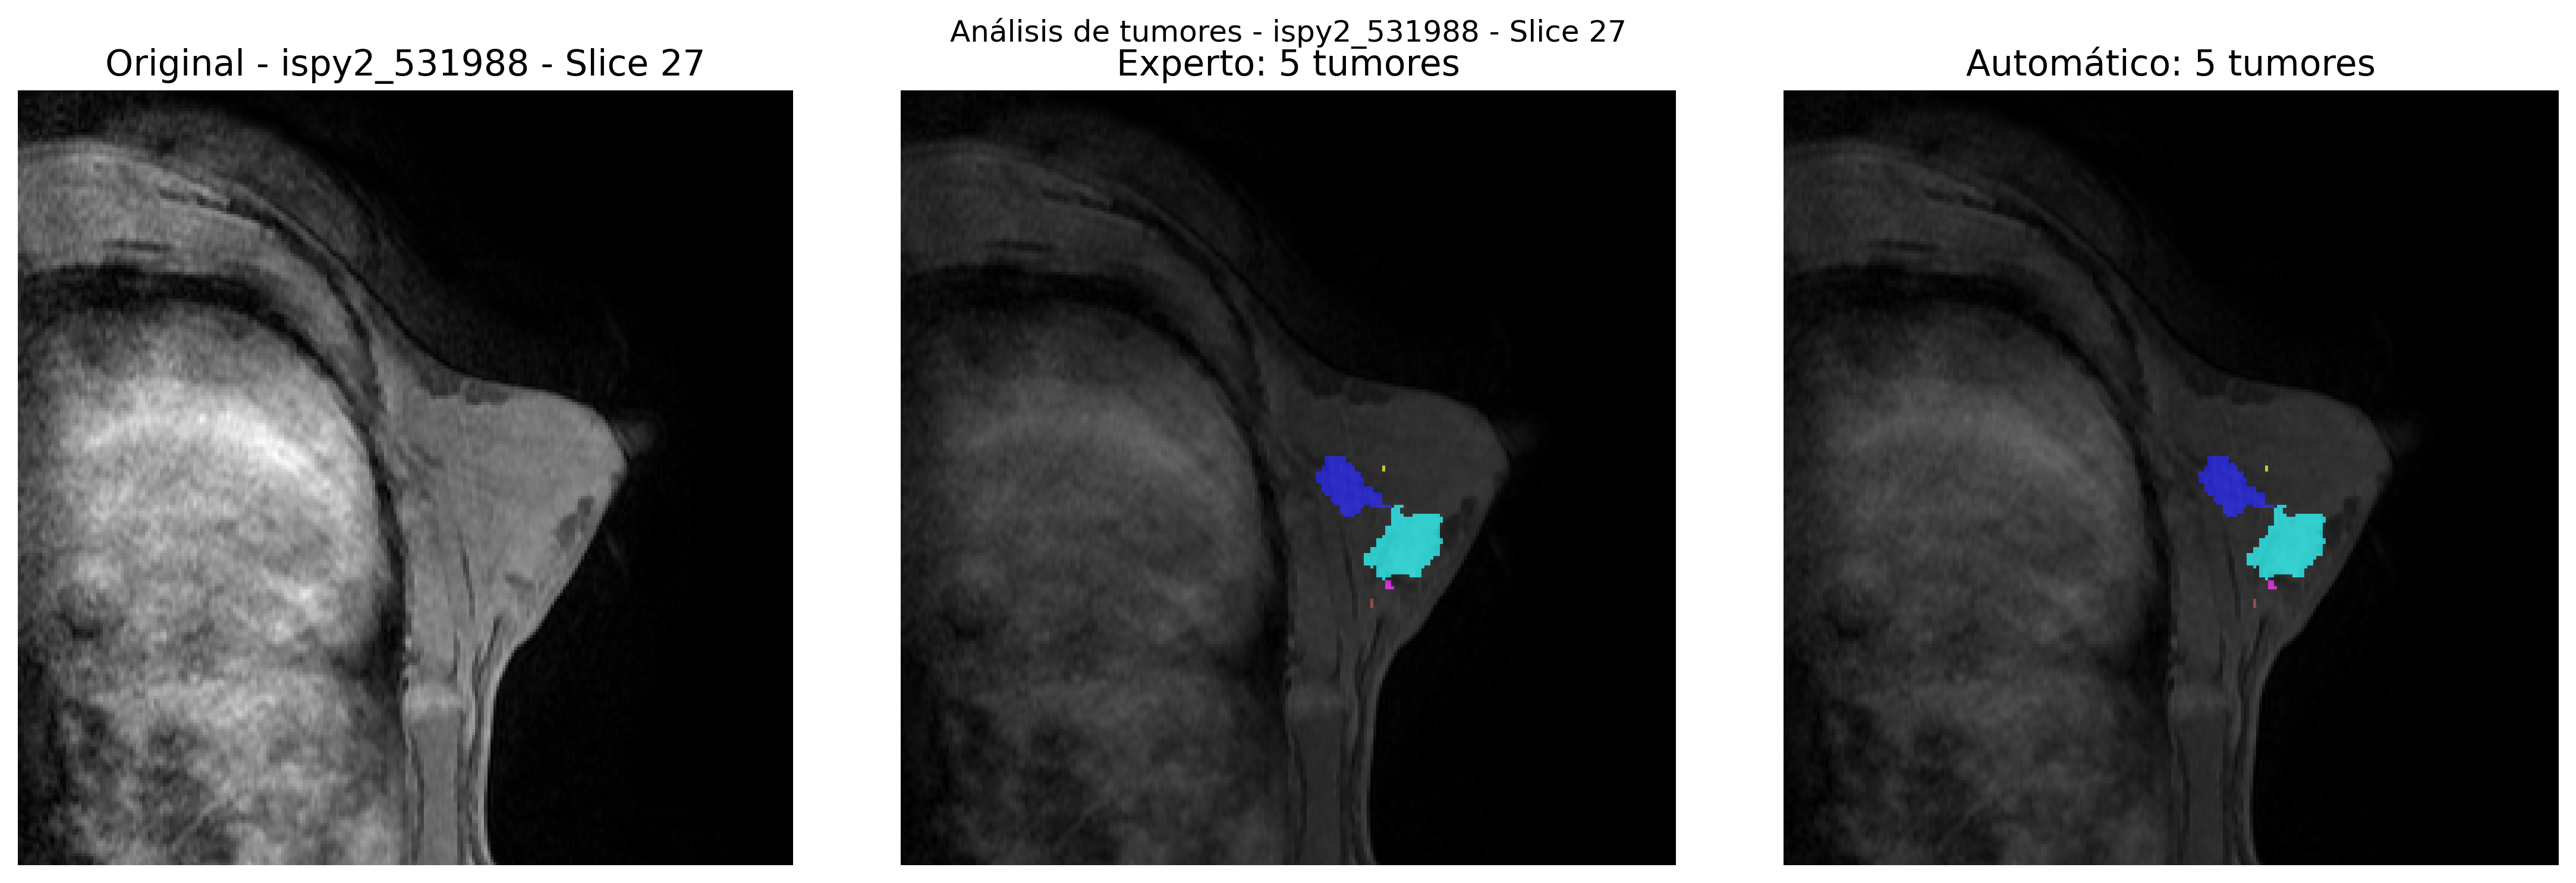 Análisis de tumores - ispy2_531988 - Slice 27
Original - ispy2_531988 - Slice 27
Experto: 5 tumores
Automático: 5 tumores